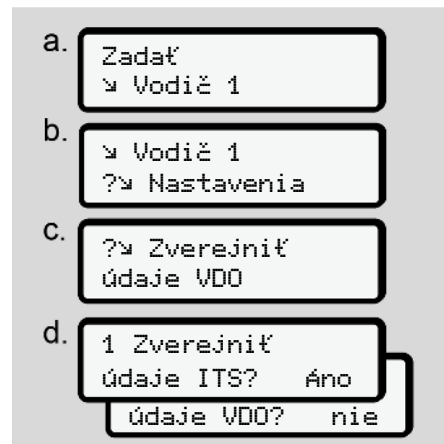 a.
Zadať
↘ Vodič 1
b.
↘ Vodič 1
?↘ Nastavenia
c.
?↘ Zverejniť
údaje VDO
d.
1 Zverejniť
údaje ITS? Áno
údaje VDO? nie